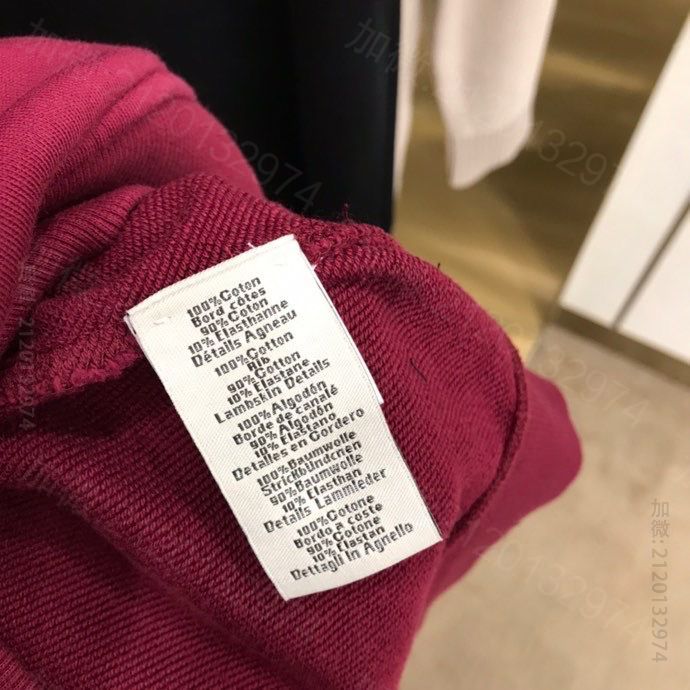 100%Coton
Bord côtes
90%Coton
10%Elasthanne
Détails Agneau
100%Cotton
Rib
90%Cotton
10%Elastane
Lambskin Details
100%Algodón
Borde de canalé
90%Algodón
10%Elastano
Detalles en Cordero
100%Baumwolle
Strickbündchen
90%Baumwolle
10%Elasthan
Details Lammleder
100%Cotone
Bordo a coste
90%Cotone
10%Elastan
Dettagli In Agnello
加微: 2120132974